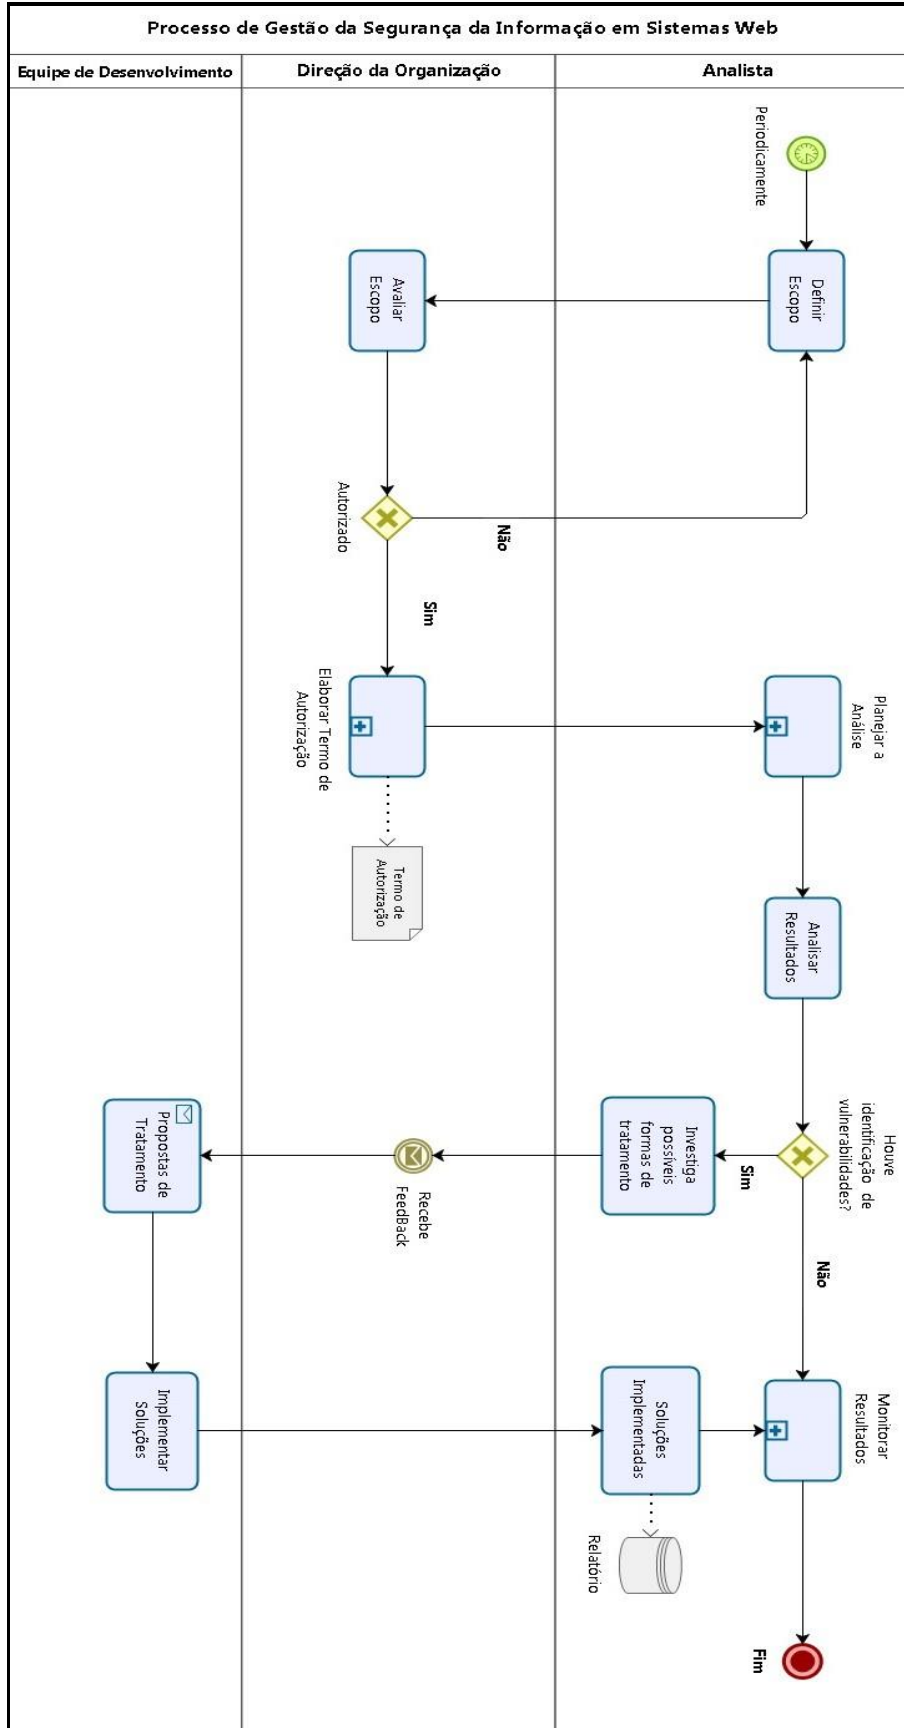 Processo de Gestão da Segurança da Informação em Sistemas Web
Equipe de Desenvolvimento
Direção da Organização
Analista
Periodicamente
Definir
Escopo
Avaliar
Escopo
Autorizado
Não
Sim
Elaborar Termo de
Autorização
Termo de
Autorização
Planejar a
Análise
Analisar
Resultados
Houve
identificação de
vulnerabilidades?
Sim
Não
Investiga
possíveis
formas de
tratamento
Recebe
FeedBack
Propostas de
Tratamento
Implementar
Soluções
Soluções
Implementadas
Relatório
Monitorar
Resultados
Fim